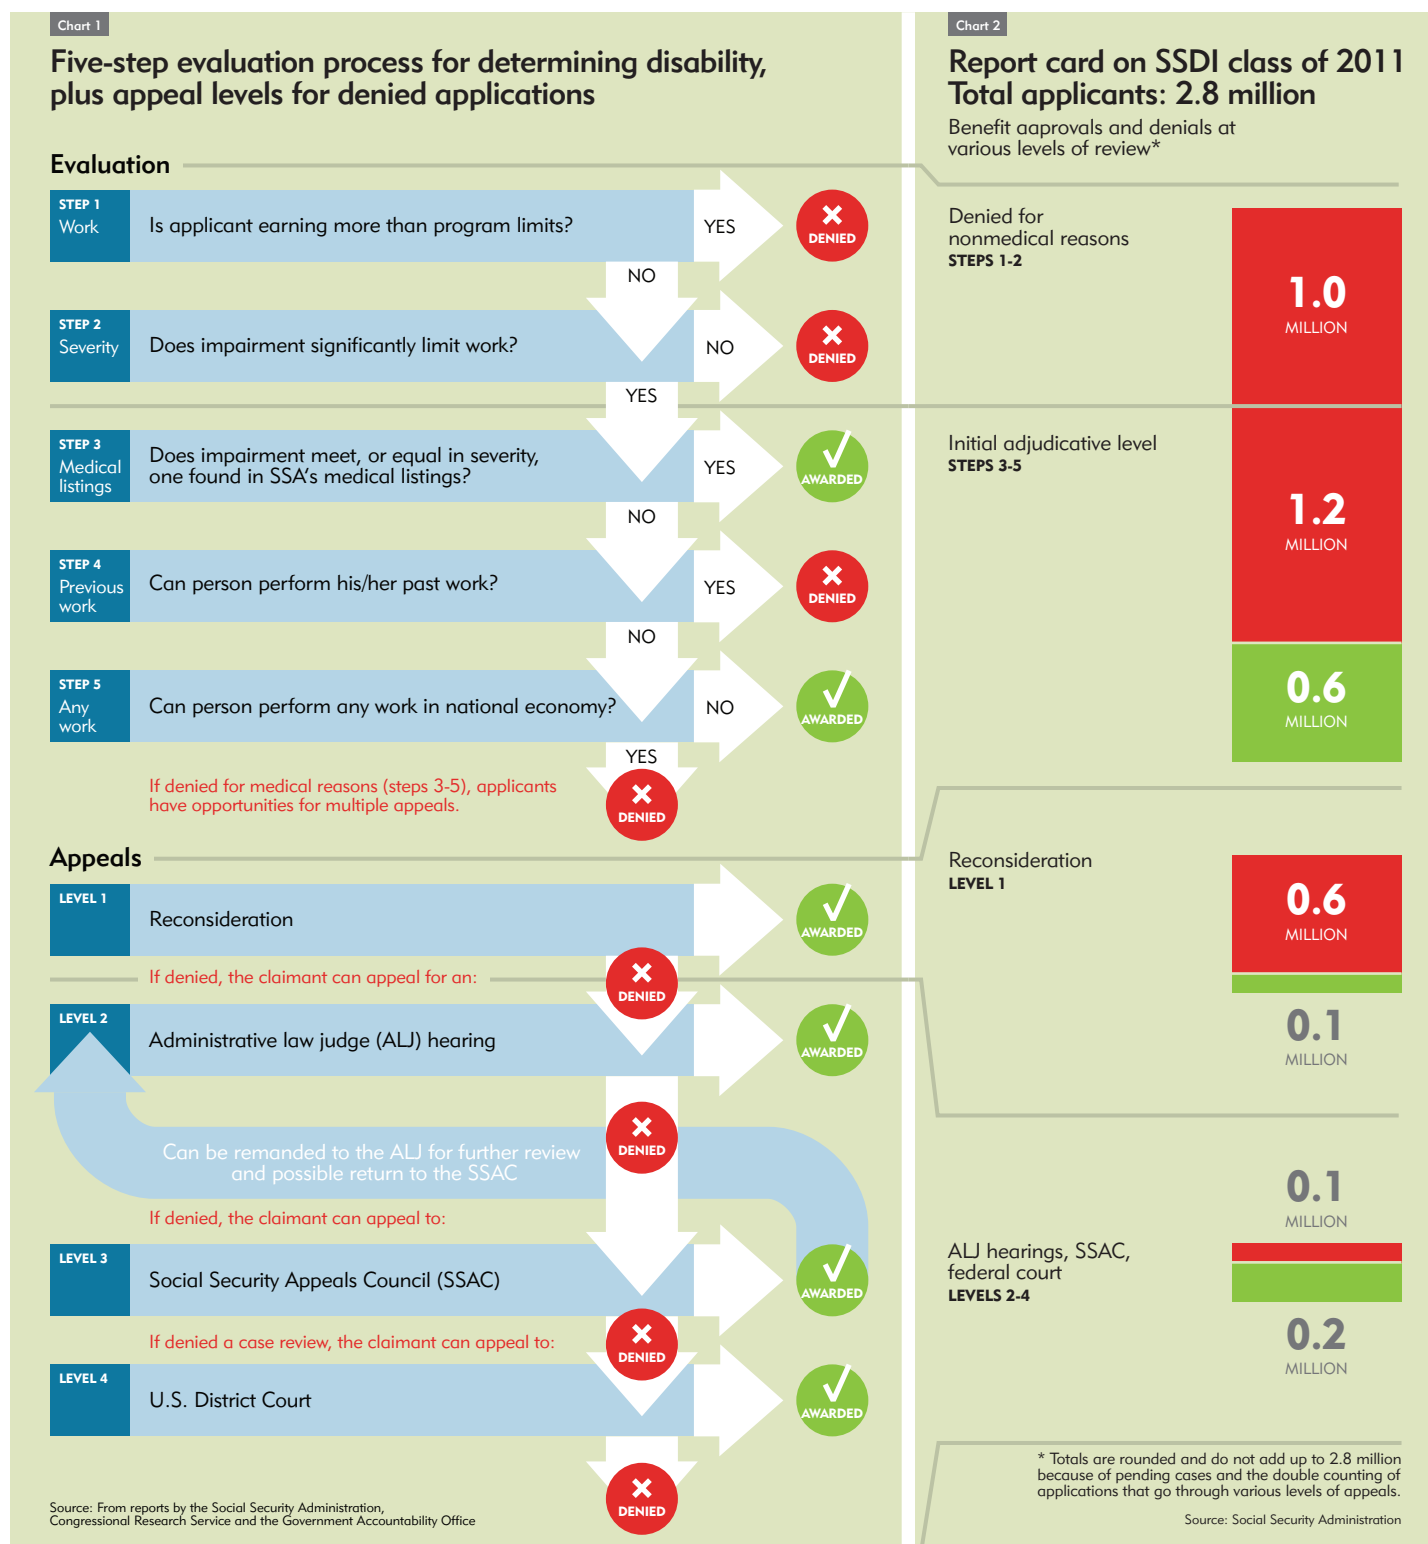 Chart 1
Five-step evaluation process for determining disability,
plus appeal levels for denied applications
Evaluation
STEP 1
Work
Is applicant earning more than program limits?
YES
DENIED
NO
STEP 2
Severity
Does impairment significantly limit work?
NO
DENIED
YES
STEP 3
Medical
listings
Does impairment meet, or equal in severity,
one found in SSA's medical listings?
YES
AWARDED
NO
STEP 4
Previous
work
Can person perform his/her past work?
YES
DENIED
NO
STEP 5
Any
work
Can person perform any work in national economy?
NO
AWARDED
YES
DENIED
If denied for medical reasons (steps 3-5), applicants
have opportunities for multiple appeals.
Appeals
LEVEL 1
Reconsideration
AWARDED
DENIED
If denied, the claimant can appeal for an:
LEVEL 2
Administrative law judge (ALJ) hearing
AWARDED
DENIED
Can be remanded to the ALJ for further review
and possible return to the SSAC
If denied, the claimant can appeal to:
LEVEL 3
Social Security Appeals Council (SSAC)
AWARDED
DENIED
If denied a case review, the claimant can appeal to:
LEVEL 4
U.S. District Court
AWARDED
DENIED
Source: From reports by the Social Security Administration,
Congressional Research Service and the Government Accountability Office
Chart 2
Report card on SSDI class of 2011
Total applicants: 2.8 million
Benefit aaprovals and denials at
various levels of review*
Denied for
nonmedical reasons
STEPS 1-2
1.0
MILLION
Initial adjudicative level
STEPS 3-5
1.2
MILLION
0.6
MILLION
Reconsideration
LEVEL 1
0.6
MILLION
0.1
MILLION
0.1
MILLION
ALJ hearings, SSAC,
federal court
LEVELS 2-4
0.2
MILLION
* Totals are rounded and do not add up to 2.8 million
because of pending cases and the double counting of
applications that go through various levels of appeals.
Source: Social Security Administration